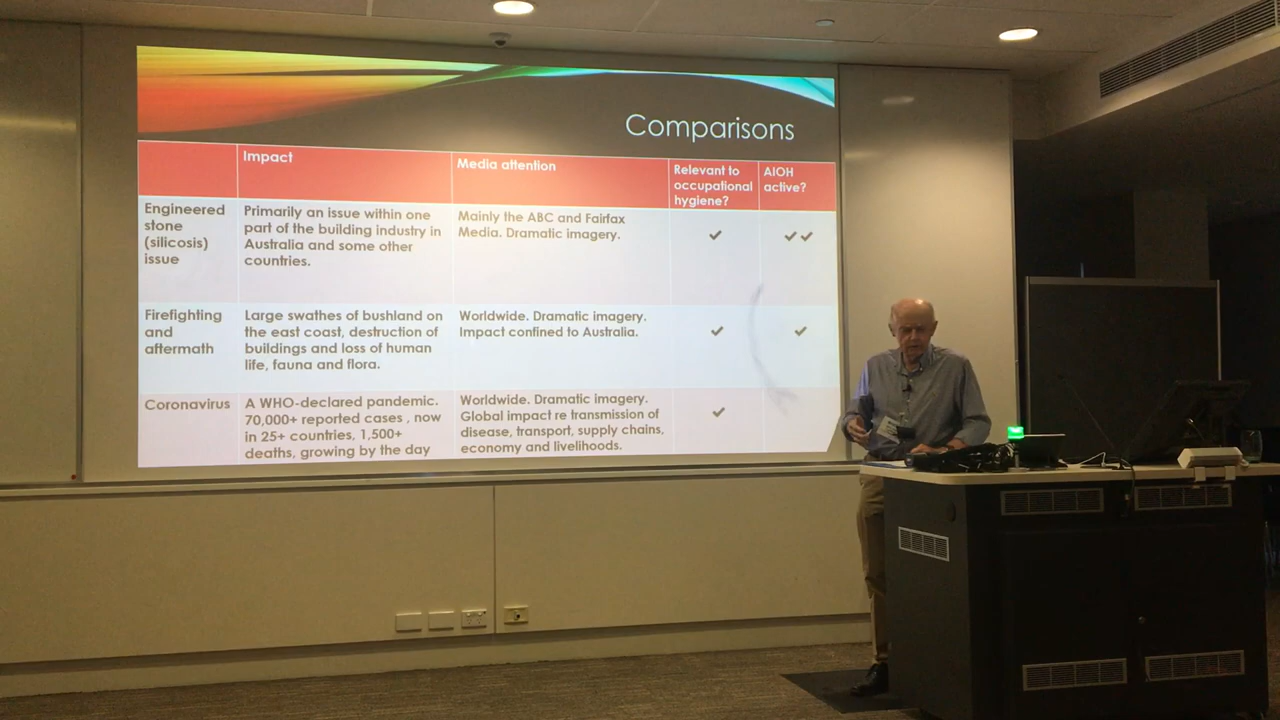 Comparisons
Impact
Media attention
Relevant to
occupational
hygiene?
AIOH
active?
Engineered
stone
(silicosis)
issue
Primarily an issue within one
part of the building industry in
Australia and some other
countries.
Mainly the ABC and Fairfax
Media. Dramatic imagery.
Firefighting
and
aftermath
Large swathes of bushland on
the east coast, destruction of
buildings and loss of human
life, fauna and flora.
Worldwide. Dramatic imagery.
Impact confined to Australia.
Coronavirus
A WHO-declared pandemic.
70,000+ reported cases , now
in 25+ countries, 1,500+
deaths, growing by the day
Worldwide. Dramatic imagery.
Global impact re transmission of
disease, transport, supply chains,
economy and livelihoods.